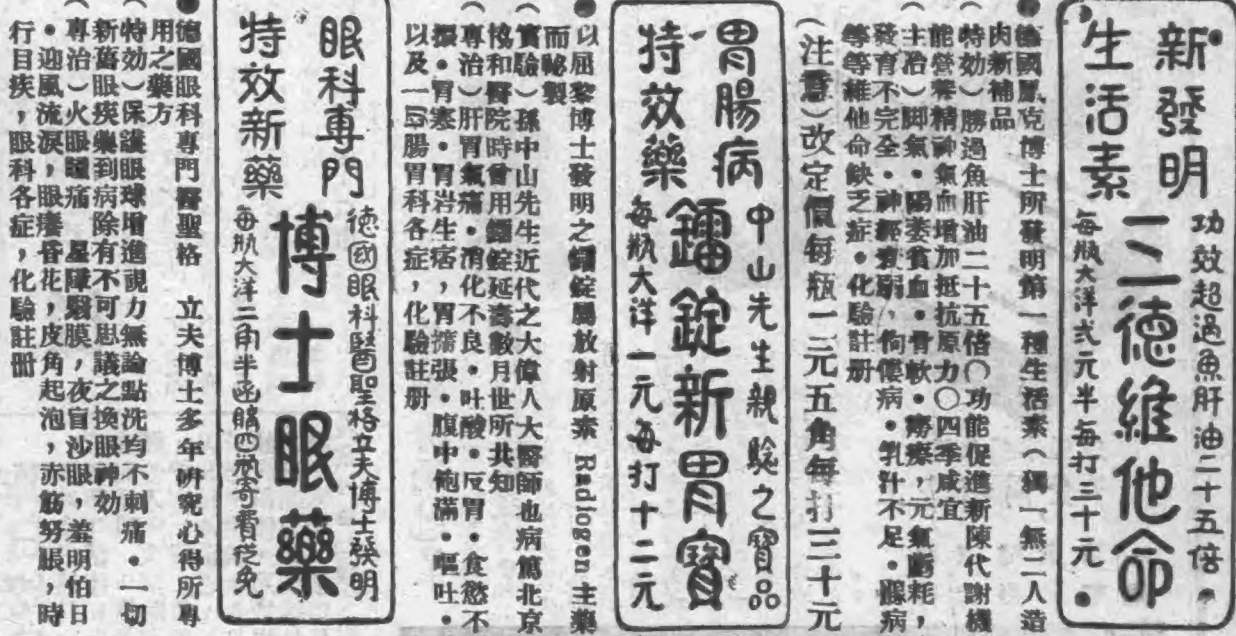 新發明
生活素
功效超過魚肝油二十五倍
三德維他命
每瓶大洋弍元半每打三十元
●德國鳳克博士所發明第一種生活素(獨一無二人造
肉新補品
(特効)勝過魚肝油二十五倍〇功能促進新陳代謝機
能營養精神氣血增加抵抗原力〇四季咸宜
(主治)脚氣・陽萎貧血・骨軟・癆瘵,元氣虧耗,
發育不完全・神經衰弱,佝僂病・乳汁不足・腺病
等等維他命缺乏症・化驗註册
(注意)改定價每瓶二元五角每打三十元
胃腸病
特效藥
中山先生親驗之寶品
鐳錠新胃寶
每瓶大洋一元每打十二元
●以屈黎博士發明之鐳錠屬放射原素 Radiogen 主藥
而祕製
(實驗)孫中山先生近代之大偉人大醫師也病篤北京
協和醫院時曾用鐳錠延壽數月世所共知
(專治)肝胃氣痛・消化不良・吐酸・反胃・食慾不
振・胃塞・胃岩生痞,胃擴張・腹中飽滿・嘔吐・
以及一切腸胃科各症,化驗註册
眼科專門
特效新藥
德國眼科醫聖格立夫博士發明
博士眼藥
每瓶大洋二角半函購四瓶寄費從免
●德國眼科專門醫聖格 立夫博士多年硏究心得所專
用之藥方
(特効)保護眼球增進視力無論點洗均不刺痛・一切
新舊眼疾藥到病除有不可思議之換眼神効
(專治)火眼腫痛 星障翳膜,夜盲沙眼,羞明怕日
・迎風流淚,眼癢昏花,皮角起泡,赤筋努脹,時
行目疾,眼科各症,化驗註册